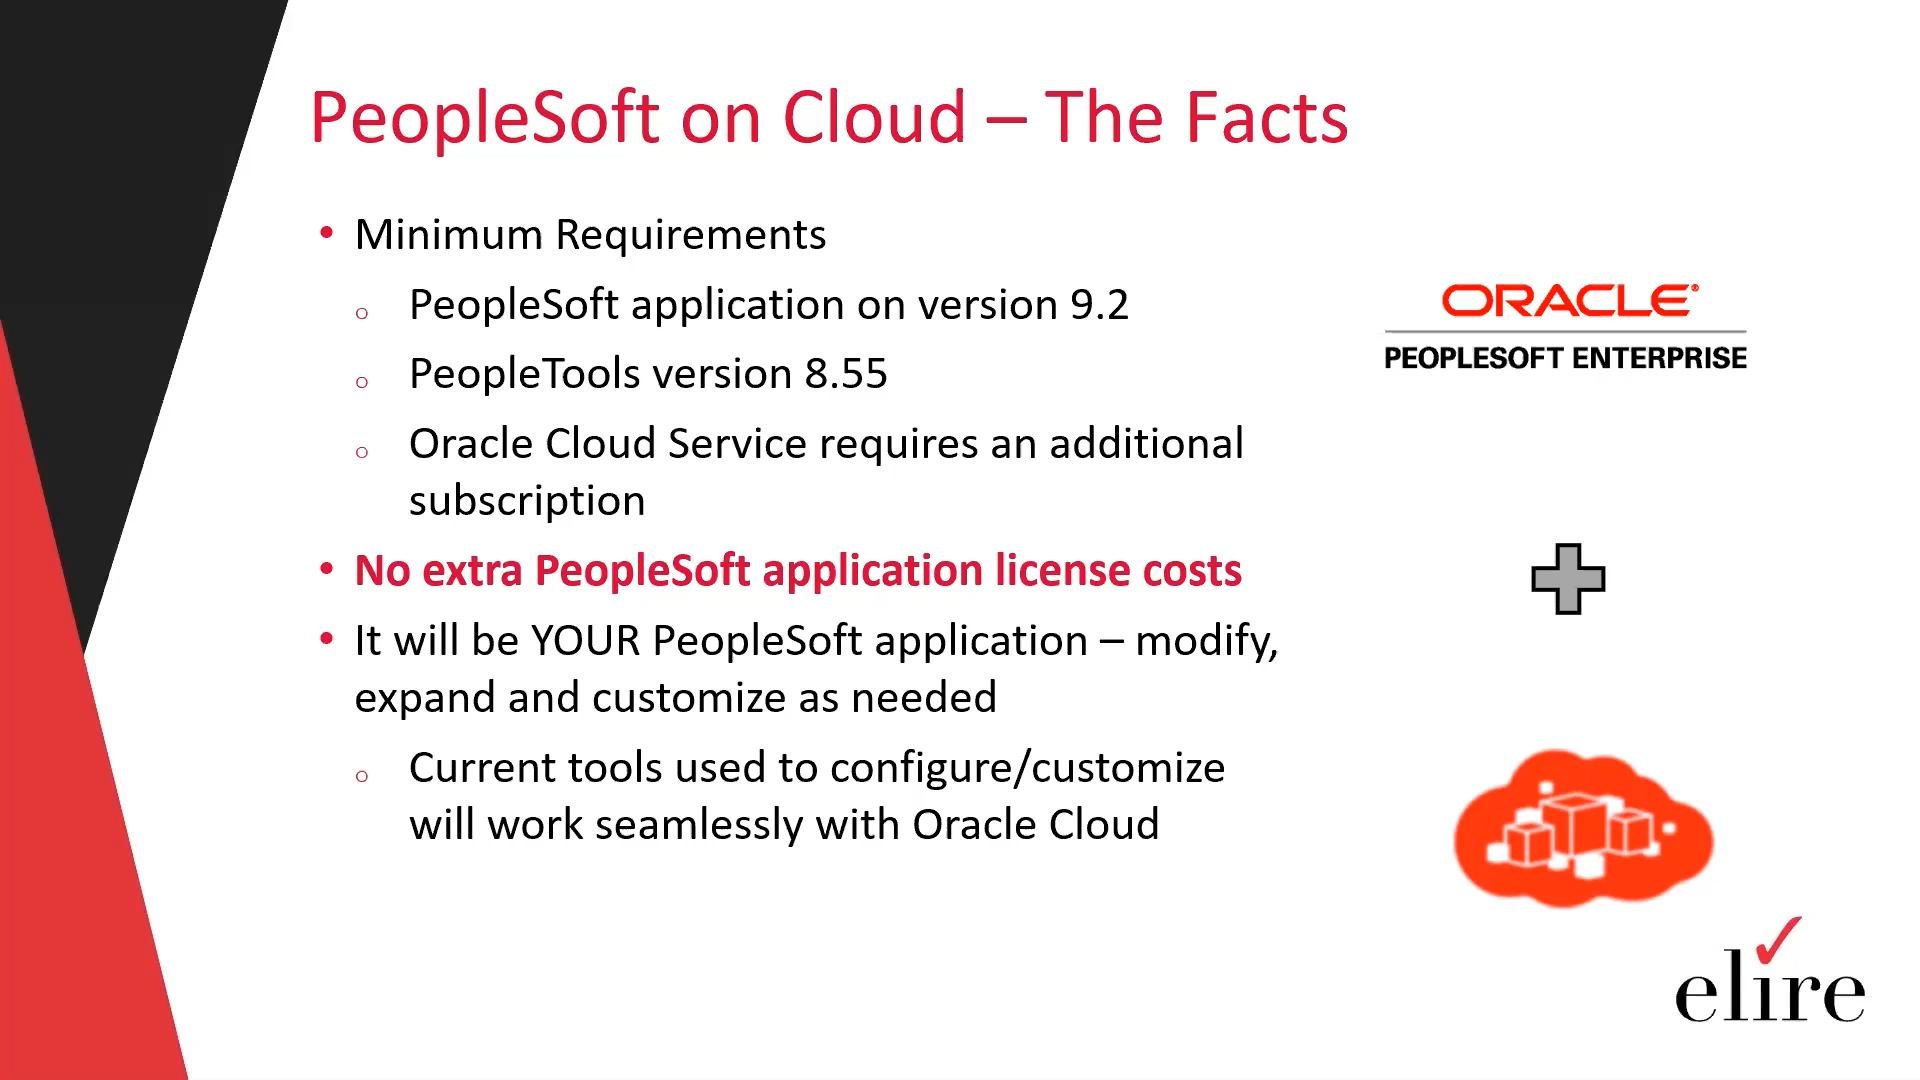 PeopleSoft on Cloud – The Facts
• Minimum Requirements
o PeopleSoft application on version 9.2
o PeopleTools version 8.55
o Oracle Cloud Service requires an additional
subscription
• No extra PeopleSoft application license costs
• It will be YOUR PeopleSoft application – modify,
expand and customize as needed
o Current tools used to configure/customize
will work seamlessly with Oracle Cloud
ORACLE®
PEOPLESOFT ENTERPRISE
elire